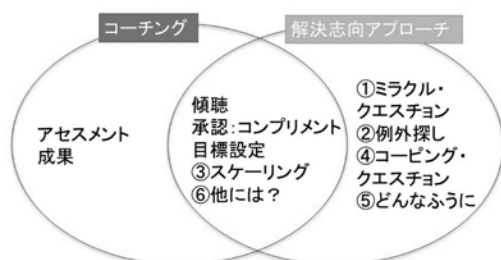 コーチング
解決志向アプローチ
アセスメント
成果
傾聴
承認：コンプリメント
目標設定
③スケーリング
⑥他には？
①ミラクル・
クエスチョン
②例外探し
④コーピング・
クエスチョン
⑤どんなふうに